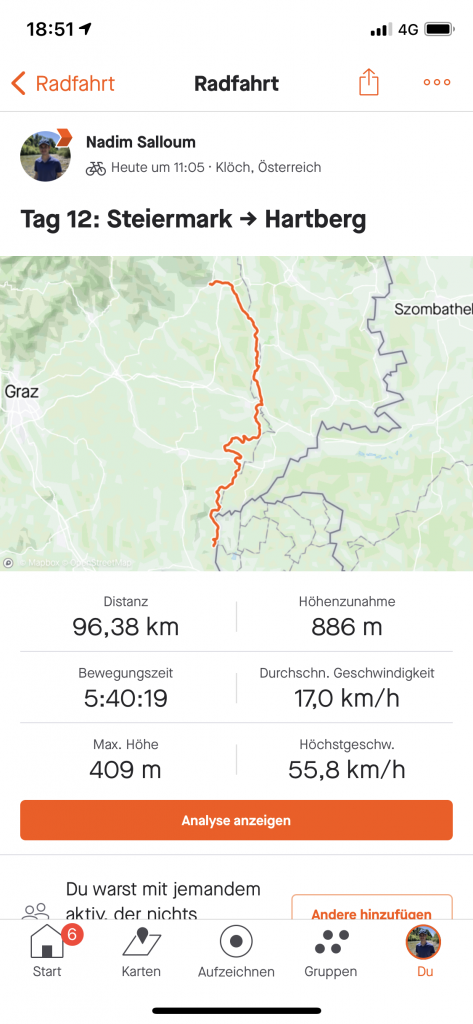 18:51
4G
Radfahrt
Radfahrt
Nadim Salloum
Heute um 11:05 · Klöch, Österreich
Tag 12: Steiermark → Hartberg
Szombathel
Graz
© Mapbox © OpenStreetMap
Distanz
96,38 km
Höhenzunahme
886 m
Bewegungszeit
5:40:19
Durchschn. Geschwindigkeit
17,0 km/h
Max. Höhe
409 m
Höchstgeschw.
55,8 km/h
Analyse anzeigen
Du warst mit jemandem
aktiv, der nichts
Andere hinzufügen
6
Start
Karten
Aufzeichnen
Gruppen
Du